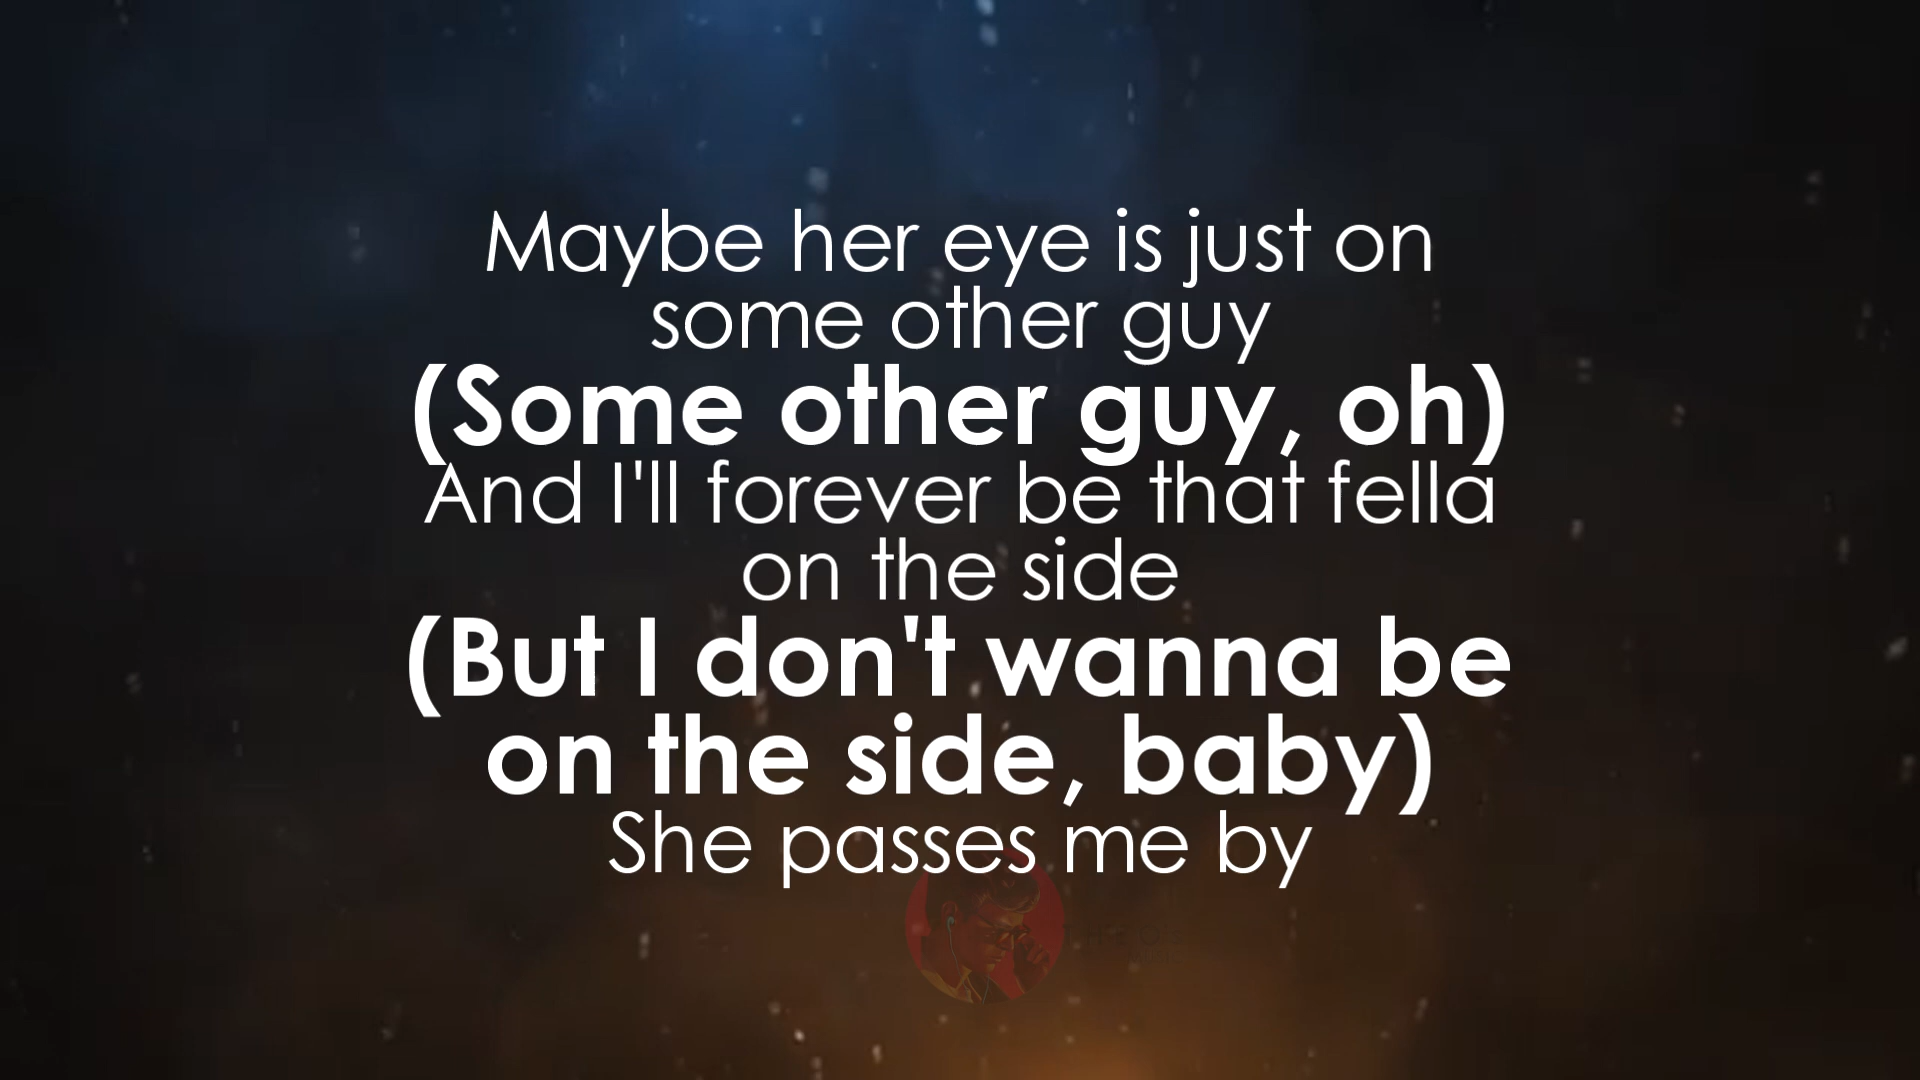 Maybe her eye is just on
some other guy
(Some other guy, oh)
And I'll forever be that fella
on the side
(But I don't wanna be
on the side, baby)
She passes me by